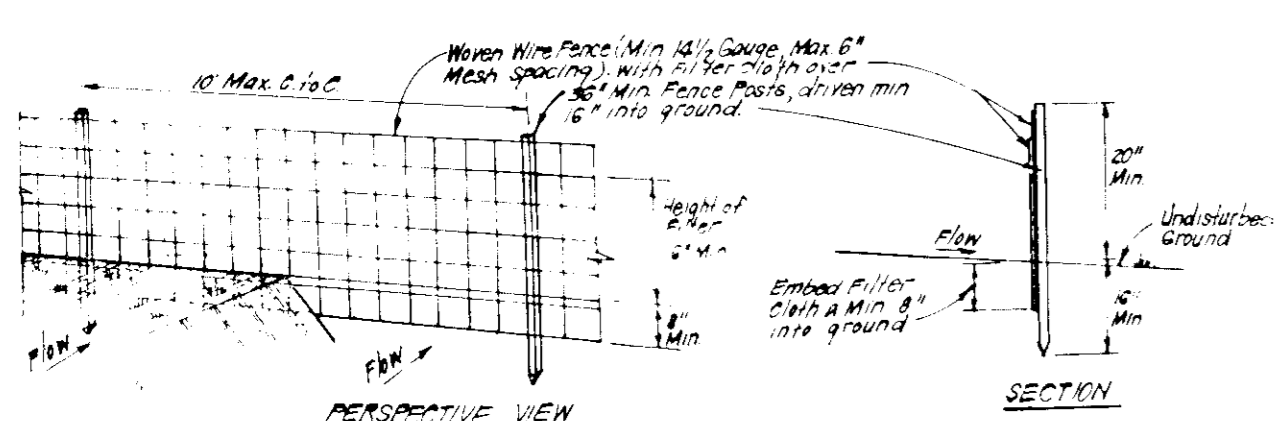 Woven Wire Fence (Min 14½ Gauge, Max. 6"
Mesh Spacing). With Filter Cloth over
36" Min. Fence Posts, driven min
16" into ground.
10' Max. C. to C.
20"
Min.
Height of
Filter
Min
Undisturbed
Ground
Flow
Embed Filter
Cloth A Min 8"
into ground
16"
Min
8"
Min.
Flow
Flow
SECTION
PERSPECTIVE VIEW